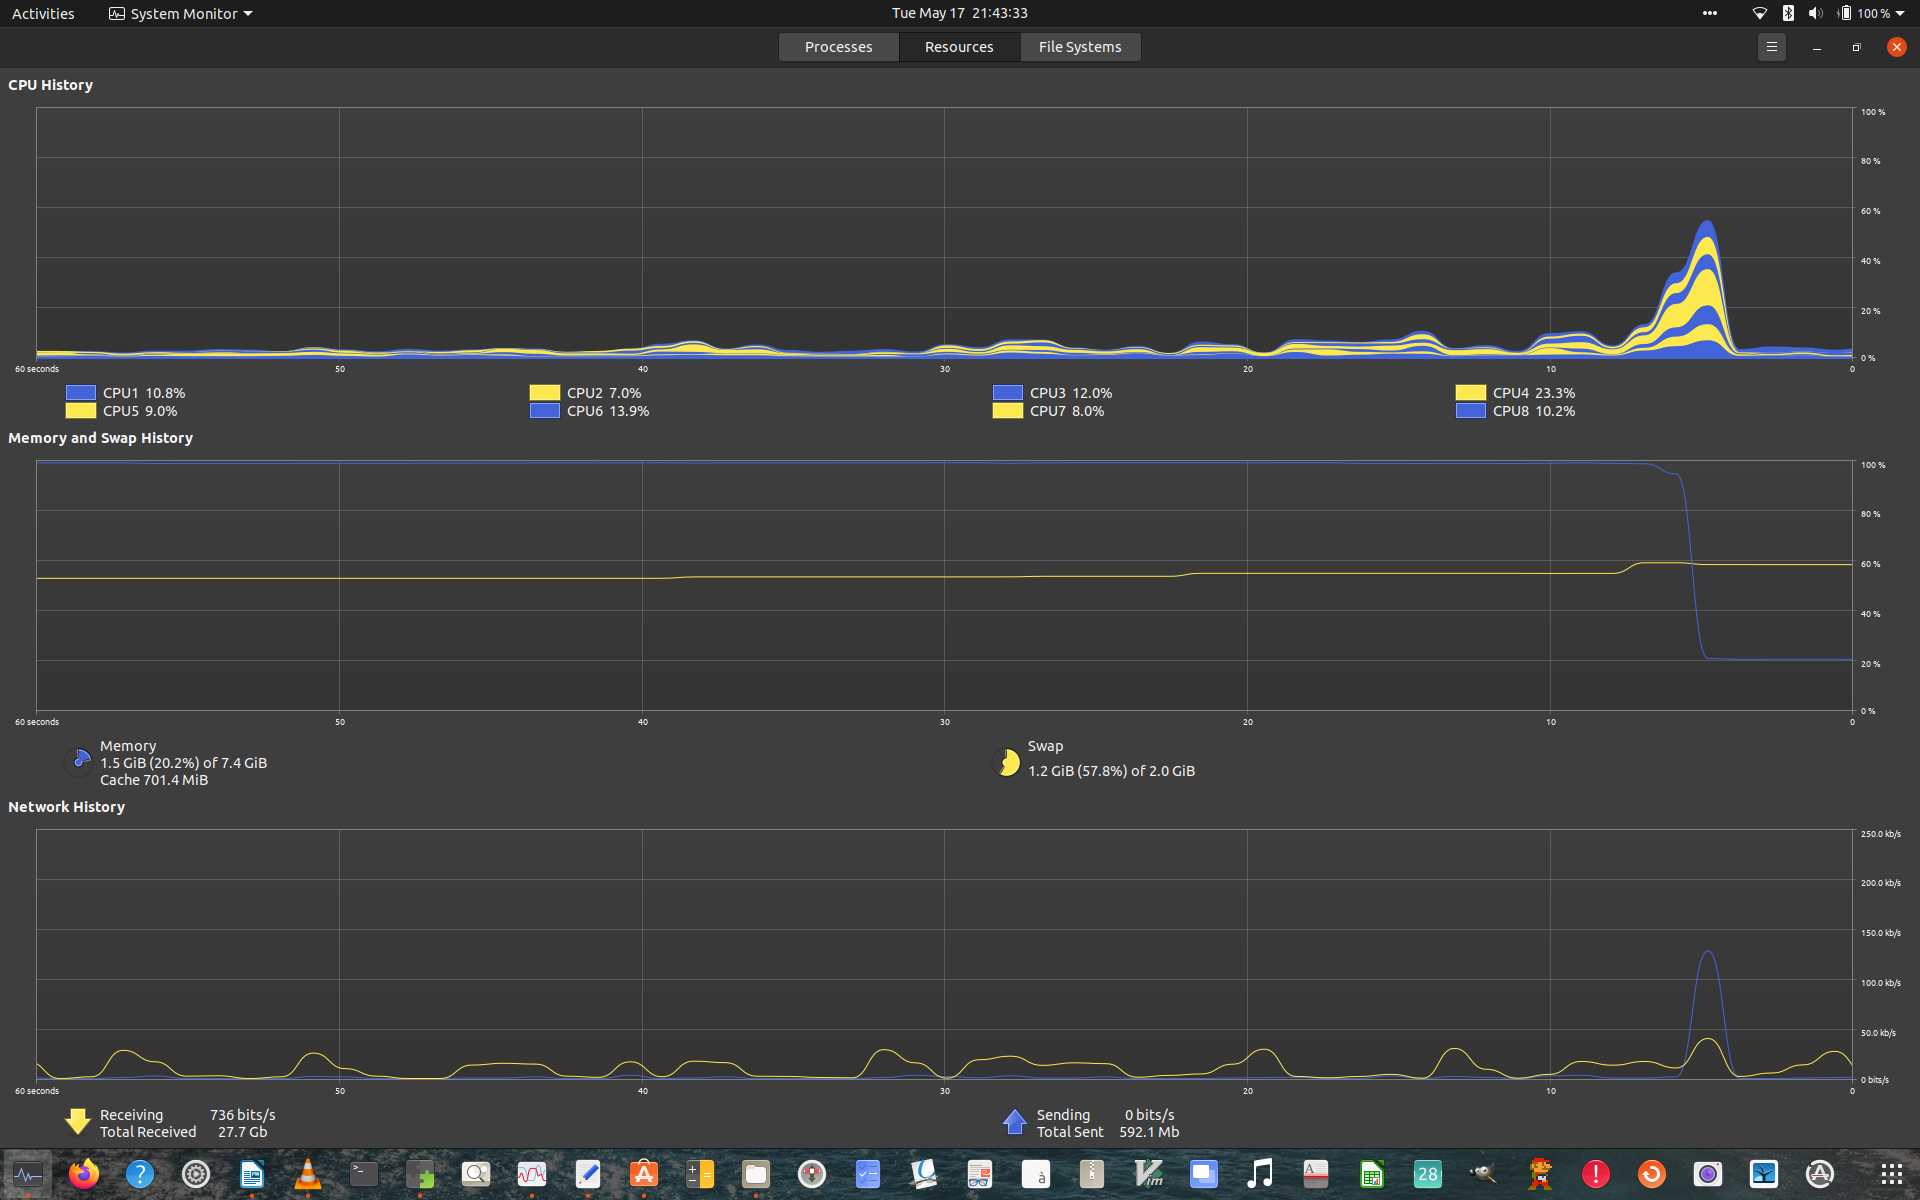 Activities
System Monitor
Tue May 17 21:43:33
100 %
Processes
Resources
File Systems
CPU History
100 %
80 %
60 %
40 %
20 %
0 %
60 seconds 50 40 30 20 10 0
CPU1 10.8% CPU2 7.0% CPU3 12.0% CPU4 23.3%
CPU5 9.0% CPU6 13.9% CPU7 8.0% CPU8 10.2%
Memory and Swap History
100 %
80 %
60 %
40 %
20 %
0 %
60 seconds 50 40 30 20 10 0
Memory
1.5 GiB (20.2%) of 7.4 GiB
Cache 701.4 MiB
Swap
1.2 GiB (57.8%) of 2.0 GiB
Network History
250.0 kb/s
200.0 kb/s
150.0 kb/s
100.0 kb/s
50.0 kb/s
0 bits/s
60 seconds 50 40 30 20 10 0
Receiving 736 bits/s
Total Received 27.7 Gb
Sending 0 bits/s
Total Sent 592.1 Mb
?
>_
A
à
Vim
A
28
!
A